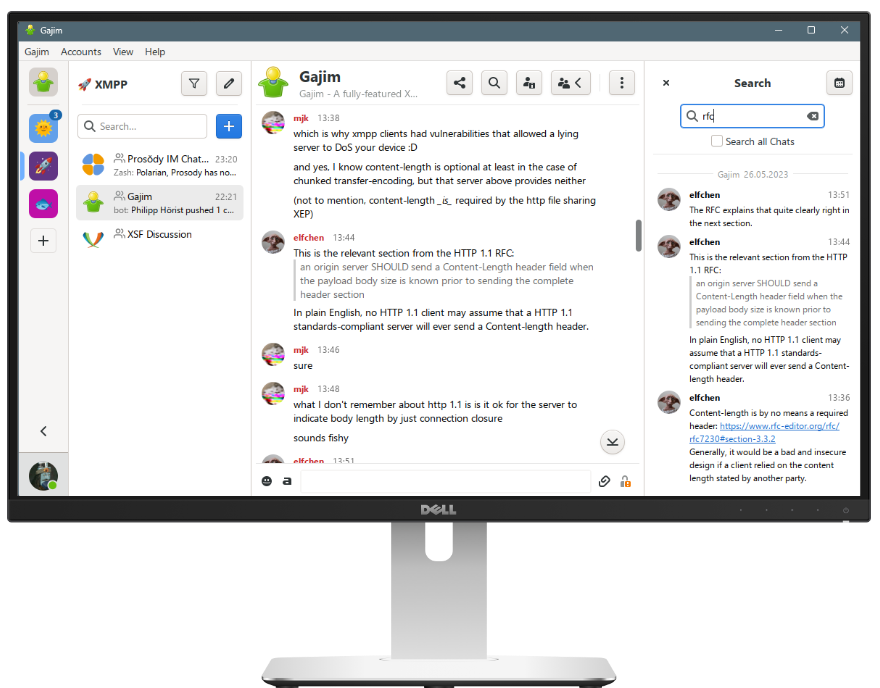 Gajim
Gajim Accounts View Help
3
XMPP
Search...
Prosŏdy IM Chat... 23:20
Zash: Polarian, Prosody has no...
Gajim 22:21
bot: Philipp Hörist pushed 1 c...
XSF Discussion
Gajim
Gajim - A fully-featured X...
mjk 13:38
which is why xmpp clients had vulnerabilities that allowed a lying
server to DoS your device :D
and yes, I know content-length is optional at least in the case of
chunked transfer-encoding, but that server above provides neither
(not to mention, content-length _is_ required by the http file sharing
XEP)
elfchen 13:44
This is the relevant section from the HTTP 1.1 RFC:
an origin server SHOULD send a Content-Length header field when
the payload body size is known prior to sending the complete
header section
In plain English, no HTTP 1.1 client may assume that a HTTP 1.1
standards-compliant server will ever send a Content-length header.
mjk 13:46
sure
mjk 13:48
what I don't remember about http 1.1 is is it ok for the server to
indicate body length by just connection closure
sounds fishy
elfchen 13:51
a
Search
rfc
Search all Chats
Gajim 26.05.2023
elfchen 13:51
The RFC explains that quite clearly right in
the next section.
elfchen 13:44
This is the relevant section from the HTTP
1.1 RFC:
an origin server SHOULD send a
Content-Length header field when the
payload body size is known prior to
sending the complete header section
In plain English, no HTTP 1.1 client may
assume that a HTTP 1.1 standards-
compliant server will ever send a Content-
length header.
elfchen 13:36
Content-length is by no means a required
header: https://www.rfc-editor.org/rfc/
rfc7230#section-3.3.2
Generally, it would be a bad and insecure
design if a client relied on the content
length stated by another party.
DELL